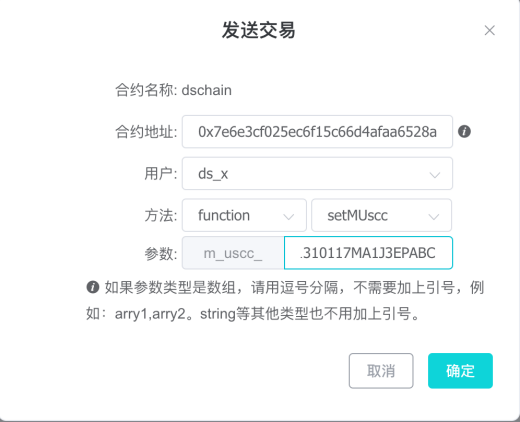 发送交易
合约名称: dschain
合约地址: 0x7e6e3cf025ec6f15c66d4afaa6528a
用户: ds_x
方法: function setMUscc
参数: m_uscc_ .310117MA1J3EPABC
如果参数类型是数组，请用逗号分隔，不需要加上引号，例
如：arry1,arry2。string等其他类型也不用加上引号。
取消 确定